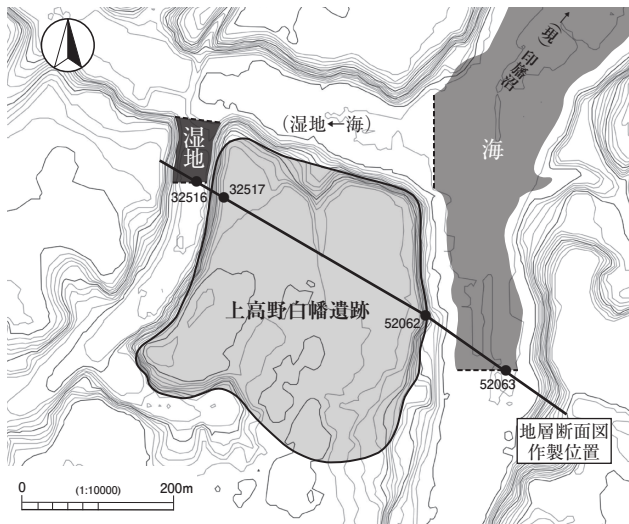 (現)印旛沼
(湿地←海)
湿地
海
32516
32517
上高野白幡遺跡
52062
52063
地層断面図
作製位置
0 (1:10000) 200m